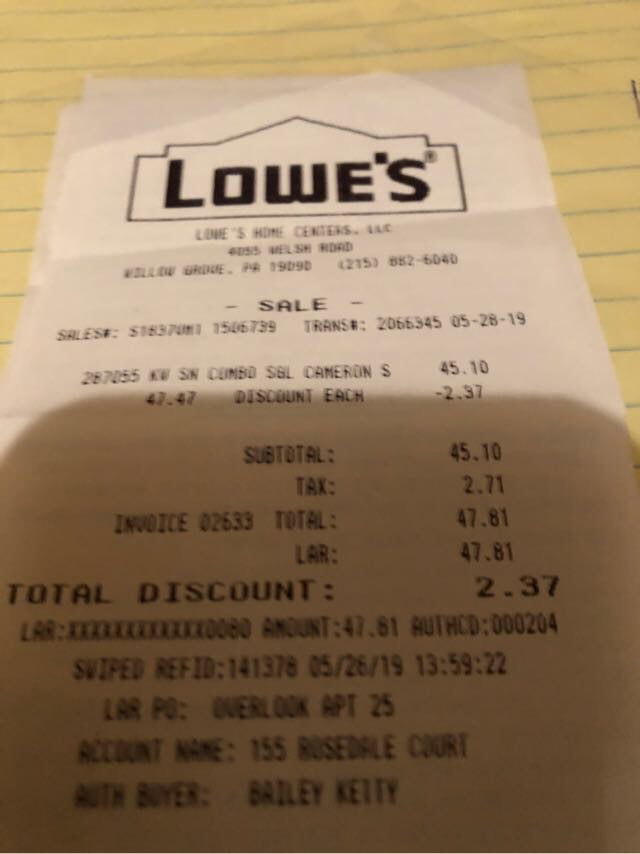 LOWE'S®
LOWE'S HOME CENTERS, LLC
4055 WELSH ROAD
WILLOW GROVE, PA 19090 (215) 882-6040
- SALE -
SALES#: S1837UM1 1506739 TRANS#: 2066345 05-28-19
287055 KW SN COMBO SGL CAMERON S 45.10
47.47 DISCOUNT EACH -2.37
SUBTOTAL: 45.10
TAX: 2.71
INVOICE 02633 TOTAL: 47.81
LAR: 47.81
TOTAL DISCOUNT: 2.37
LAR:XXXXXXXXXXXX0080 AMOUNT:47.81 AUTHCD:000204
SWIPED REFID:141378 05/28/19 13:59:22
LAR PO: OVERLOOK APT 25
ACCOUNT NAME: 155 ROSEDALE COURT
AUTH BUYER: BAILEY KETTY